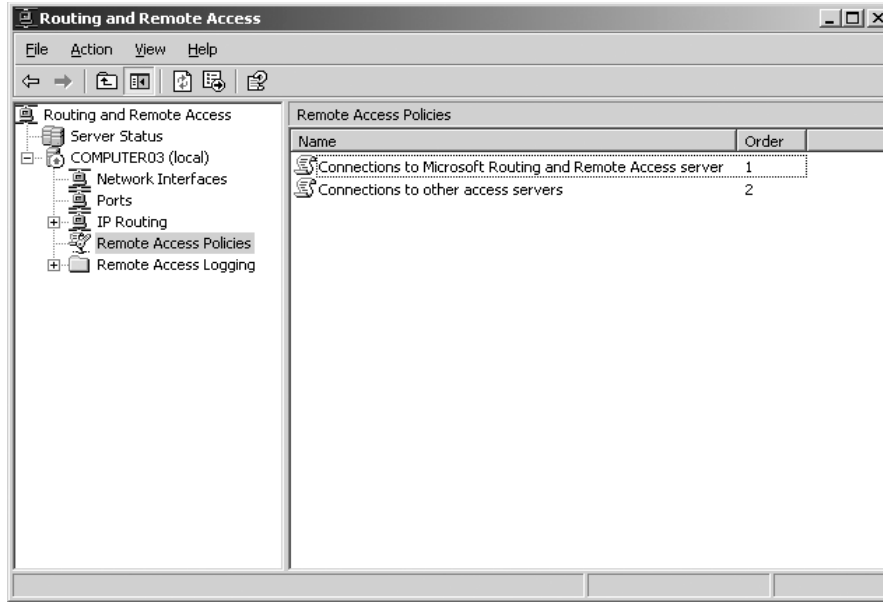 Routing and Remote Access
File Action View Help
Routing and Remote Access
Server Status
COMPUTER03 (local)
Network Interfaces
Ports
IP Routing
Remote Access Policies
Remote Access Logging
Remote Access Policies
Name Order
Connections to Microsoft Routing and Remote Access server 1
Connections to other access servers 2